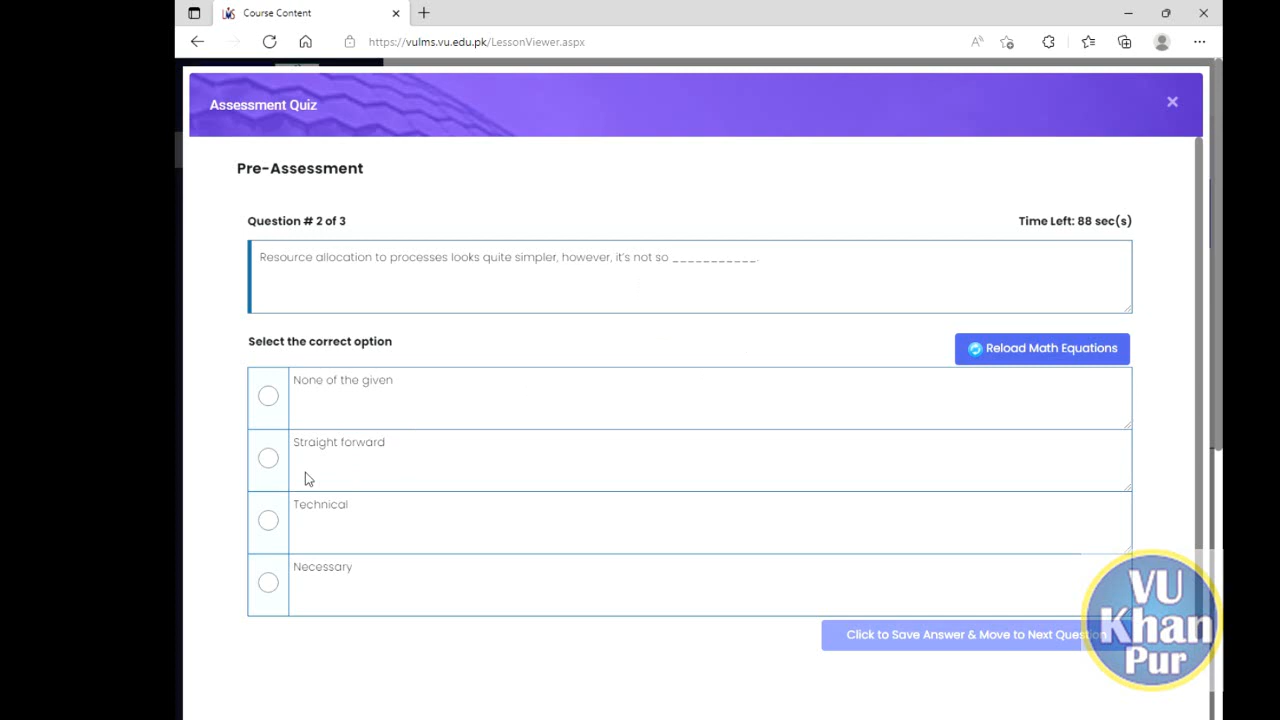 Course Content
https://vulms.vu.edu.pk/LessonViewer.aspx
Assessment Quiz
Pre-Assessment
Question # 2 of 3
Time Left: 88 sec(s)
Resource allocation to processes looks quite simpler, however, it's not so ___________.
Select the correct option
Reload Math Equations
None of the given
Straight forward
Technical
Necessary
Click to Save Answer & Move to Next Question
VU
Khan
Pur